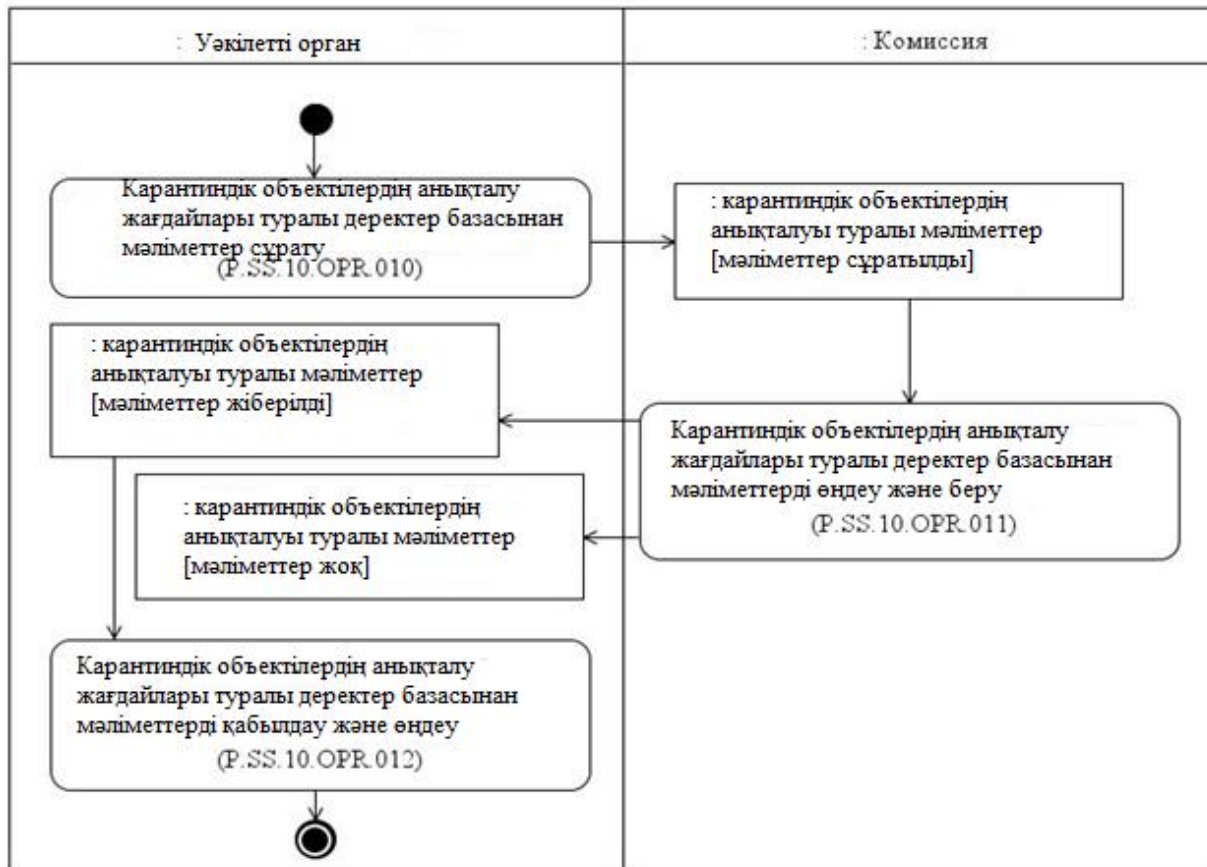 : Уәкілетті орган
: Комиссия
Карантиндік объектілердің анықталу
жағдайлары туралы деректер базасынан
мәліметтер сұрату
(P.SS.10.OPR.010)
: карантиндік объектілердің
анықталуы туралы мәліметтер
[мәліметтер сұратылды]
: карантиндік объектілердің
анықталуы туралы мәліметтер
[мәліметтер жіберілді]
Карантиндік объектілердің анықталу
жағдайлары туралы деректер базасынан
мәліметтерді өңдеу және беру
(P.SS.10.OPR.011)
: карантиндік объектілердің
анықталуы туралы мәліметтер
[мәліметтер жоқ]
Карантиндік объектілердің анықталу
жағдайлары туралы деректер базасынан
мәліметтерді қабылдау және өңдеу
(P.SS.10.OPR.012)